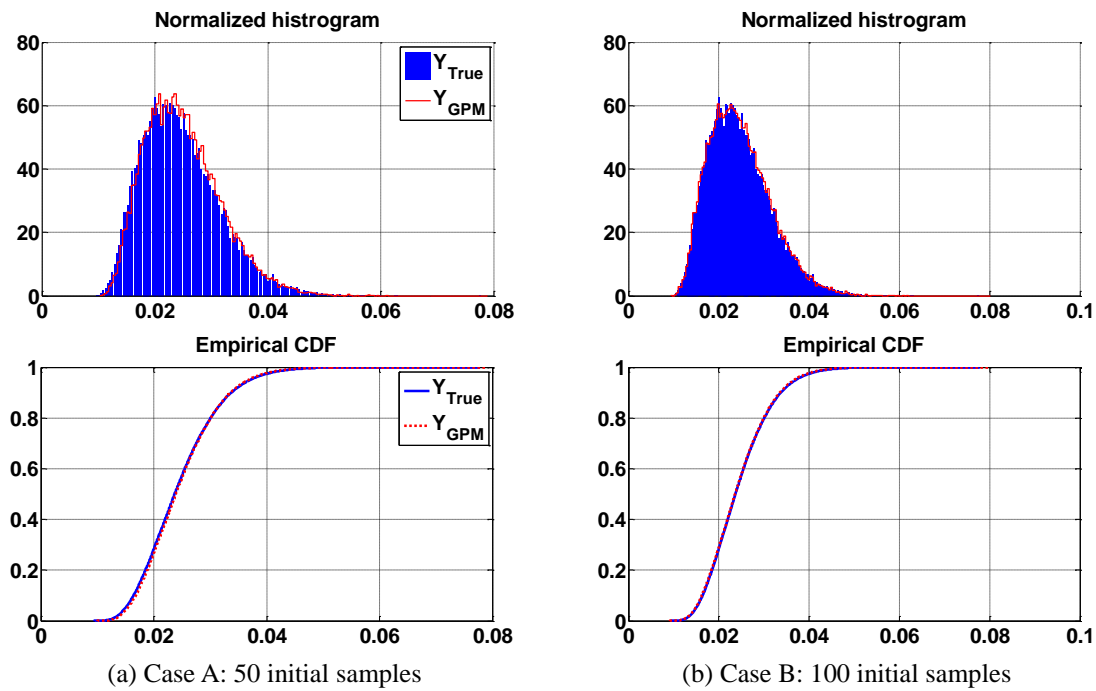 Normalized histrogram
80
60
40
20
0
0 0.02 0.04 0.06 0.08
Y_True
Y_GPM
Empirical CDF
1
0.8
0.6
0.4
0.2
0
0 0.02 0.04 0.06 0.08
Y_True
Y_GPM
(a) Case A: 50 initial samples
Normalized histrogram
80
60
40
20
0
0 0.02 0.04 0.06 0.08 0.1
Empirical CDF
1
0.8
0.6
0.4
0.2
0
0 0.02 0.04 0.06 0.08 0.1
(b) Case B: 100 initial samples